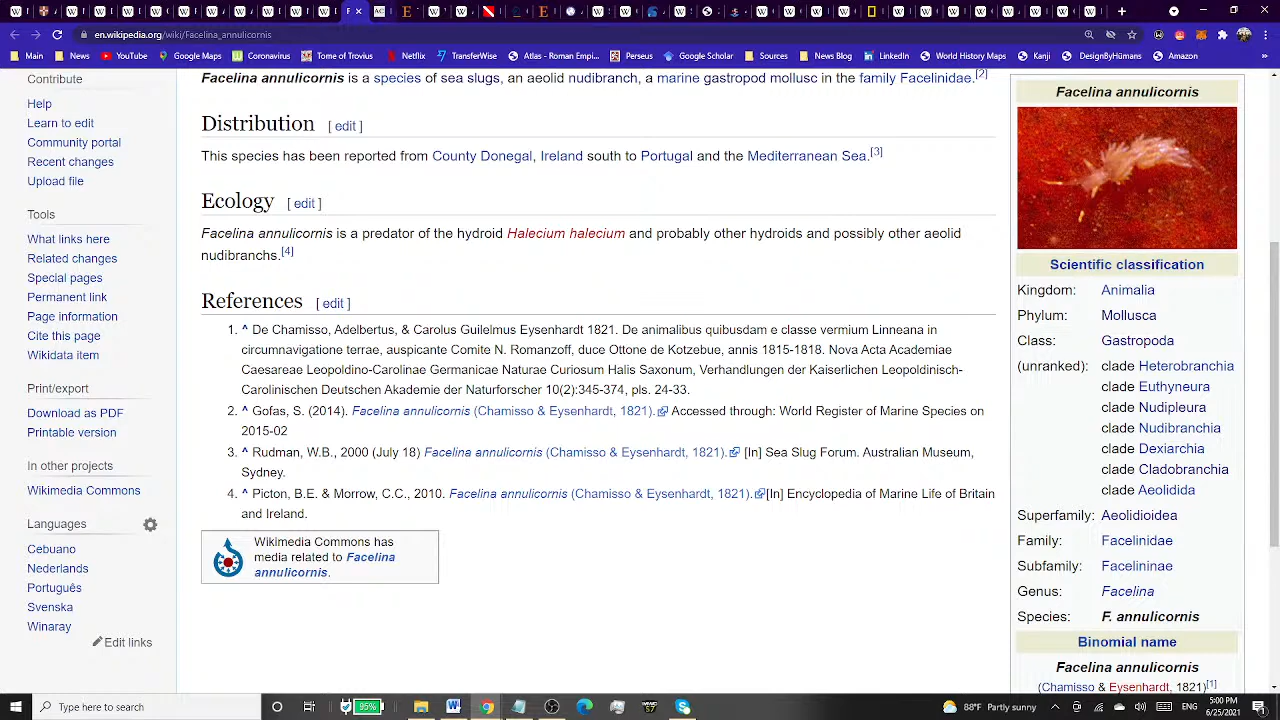 en.wikipedia.org/wiki/Facelina_annulicornis
Main
News
YouTube
Maps
Coronavirus
Tome of Trovius
Netflix
TransferWise
Atlas - Roman Empi...
Perseus
Google Scholar
Sources
News Blog
LinkedIn
World History Maps
Kanji
DesignByHumans
Amazon
Contribute
Help
Learn to edit
Community portal
Recent changes
Upload file
Tools
What links here
Related changes
Special pages
Permanent link
Page information
Cite this page
Wikidata item
Print/export
Download as PDF
Printable version
In other projects
Wikimedia Commons
Languages
Cebuano
Nederlands
Português
Svenska
Winaray
Edit links
Facelina annulicornis is a species of sea slugs, an aeolid nudibranch, a marine gastropod mollusc in the family Facelinidae.[2]
Distribution [ edit ]
This species has been reported from County Donegal, Ireland south to Portugal and the Mediterranean Sea.[3]
Ecology [ edit ]
Facelina annulicornis is a predator of the hydroid Halecium halecium and probably other hydroids and possibly other aeolid
nudibranchs.[4]
References [ edit ]
1. ^ De Chamisso, Adelbertus, & Carolus Guilelmus Eysenhardt 1821. De animalibus quibusdam e classe vermium Linneana in
circumnavigatione terrae, auspicante Comite N. Romanzoff, duce Ottone de Kotzebue, annis 1815-1818. Nova Acta Academiae
Caesareae Leopoldino-Carolinae Germanicae Naturae Curiosum Halis Saxonum, Verhandlungen der Kaiserlichen Leopoldinisch-
Carolinischen Deutschen Akademie der Naturforscher 10(2):345-374, pls. 24-33.
2. ^ Gofas, S. (2014). Facelina annulicornis (Chamisso & Eysenhardt, 1821). Accessed through: World Register of Marine Species on
2015-02
3. ^ Rudman, W.B., 2000 (July 18) Facelina annulicornis (Chamisso & Eysenhardt, 1821). [In] Sea Slug Forum. Australian Museum,
Sydney.
4. ^ Picton, B.E. & Morrow, C.C., 2010. Facelina annulicornis (Chamisso & Eysenhardt, 1821). [In] Encyclopedia of Marine Life of Britain
and Ireland.
Wikimedia Commons has
media related to Facelina
annulicornis.
Facelina annulicornis
Scientific classification
Kingdom: Animalia
Phylum: Mollusca
Class: Gastropoda
(unranked): clade Heterobranchia
clade Euthyneura
clade Nudipleura
clade Nudibranchia
clade Dexiarchia
clade Cladobranchia
clade Aeolidida
Superfamily: Aeolidioidea
Family: Facelinidae
Subfamily: Facelininae
Genus: Facelina
Species: F. annulicornis
Binomial name
Facelina annulicornis
(Chamisso & Eysenhardt, 1821)[1]
Type here to search
95%
88°F Partly sunny
5:00 PM
6/25/2021